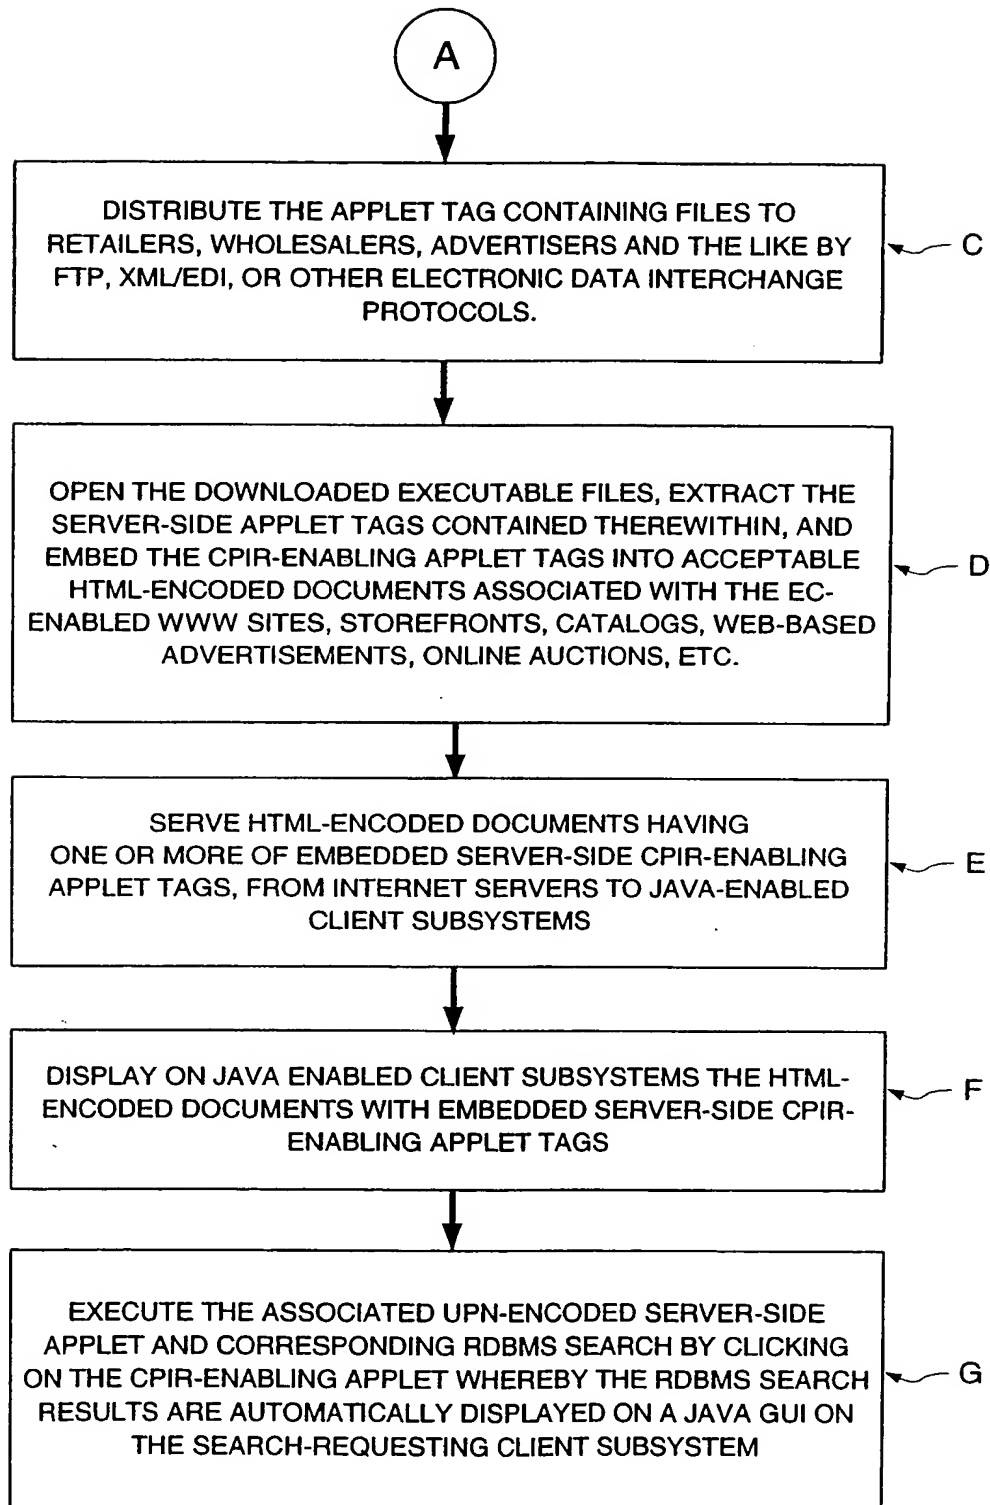 A
DISTRIBUTE THE APPLET TAG CONTAINING FILES TO
RETAILERS, WHOLESALERS, ADVERTISERS AND THE LIKE BY
FTP, XML/EDI, OR OTHER ELECTRONIC DATA INTERCHANGE
PROTOCOLS.
C
OPEN THE DOWNLOADED EXECUTABLE FILES, EXTRACT THE
SERVER-SIDE APPLET TAGS CONTAINED THEREWITHIN, AND
EMBED THE CPIR-ENABLING APPLET TAGS INTO ACCEPTABLE
HTML-ENCODED DOCUMENTS ASSOCIATED WITH THE EC-
ENABLED WWW SITES, STOREFRONTS, CATALOGS, WEB-BASED
ADVERTISEMENTS, ONLINE AUCTIONS, ETC.
D
SERVE HTML-ENCODED DOCUMENTS HAVING
ONE OR MORE OF EMBEDDED SERVER-SIDE CPIR-ENABLING
APPLET TAGS, FROM INTERNET SERVERS TO JAVA-ENABLED
CLIENT SUBSYSTEMS
E
DISPLAY ON JAVA ENABLED CLIENT SUBSYSTEMS THE HTML-
ENCODED DOCUMENTS WITH EMBEDDED SERVER-SIDE CPIR-
ENABLING APPLET TAGS
F
EXECUTE THE ASSOCIATED UPN-ENCODED SERVER-SIDE
APPLET AND CORRESPONDING RDBMS SEARCH BY CLICKING
ON THE CPIR-ENABLING APPLET WHEREBY THE RDBMS SEARCH
RESULTS ARE AUTOMATICALLY DISPLAYED ON A JAVA GUI ON
THE SEARCH-REQUESTING CLIENT SUBSYSTEM
G